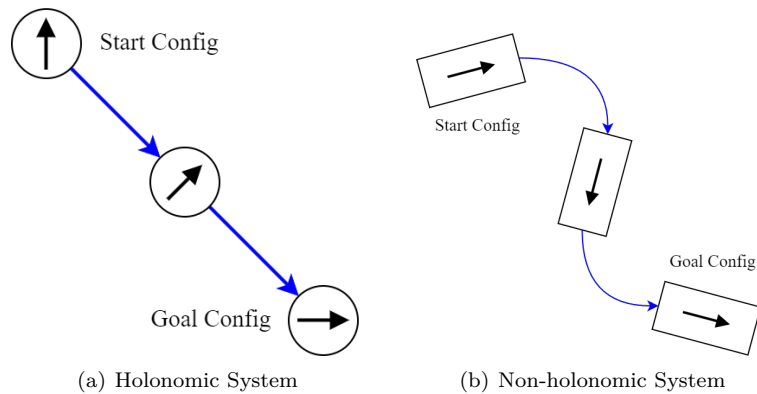 Start Config
Goal Config
(a) Holonomic System
Start Config
Goal Config
(b) Non-holonomic System